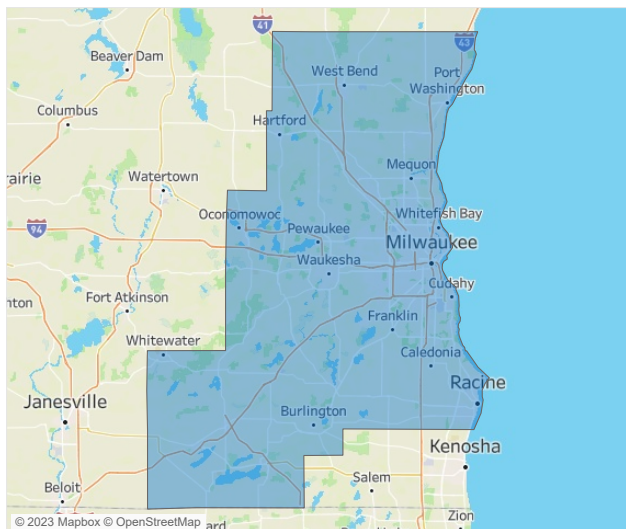 41
43
Beaver Dam
West Bend
Port
Washington
Columbus
Hartford
rairie
Watertown
Mequon
Oconomowoc
Whitefish Bay
94
Pewaukee
Milwaukee
Waukesha
Cudahy
Fort Atkinson
nton
Franklin
Whitewater
Caledonia
Janesville
Racine
Burlington
Kenosha
Salem
Beloit
Zion
© 2023 Mapbox © OpenStreetMap
ard